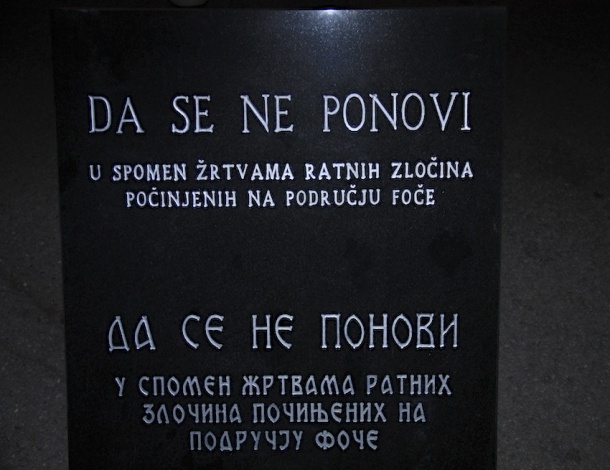 DA SE NE PONOVI
U SPOMEN ŽRTVAMA RATNIH ZLOČINA
POČINJENIH NA PODRUČJU FOČE
ДА СЕ НЕ ПОНОВИ
У СПОМЕН ЖРТВАМА РАТНИХ
ЗЛОЧИНА ПОЧИЊЕНИХ НА
ПОДРУЧЈУ ФОЧЕ